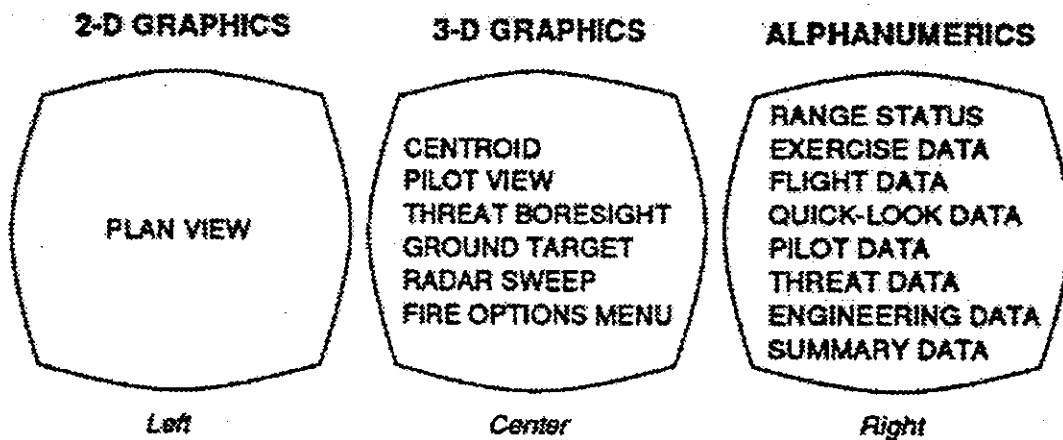 2-D GRAPHICS
PLAN VIEW
Left
3-D GRAPHICS
CENTROID
PILOT VIEW
THREAT BORESIGHT
GROUND TARGET
RADAR SWEEP
FIRE OPTIONS MENU
Center
ALPHANUMERICS
RANGE STATUS
EXERCISE DATA
FLIGHT DATA
QUICK-LOOK DATA
PILOT DATA
THREAT DATA
ENGINEERING DATA
SUMMARY DATA
Right